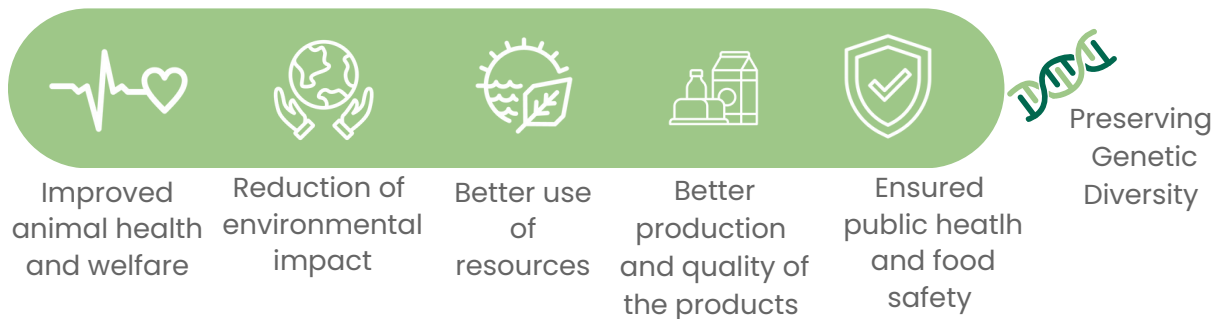 Improved
animal health
and welfare
Reduction of
environmental
impact
Better use
of
resources
Better
production
and quality of
the products
Ensured
public heatlh
and food
safety
Preserving
Genetic
Diversity